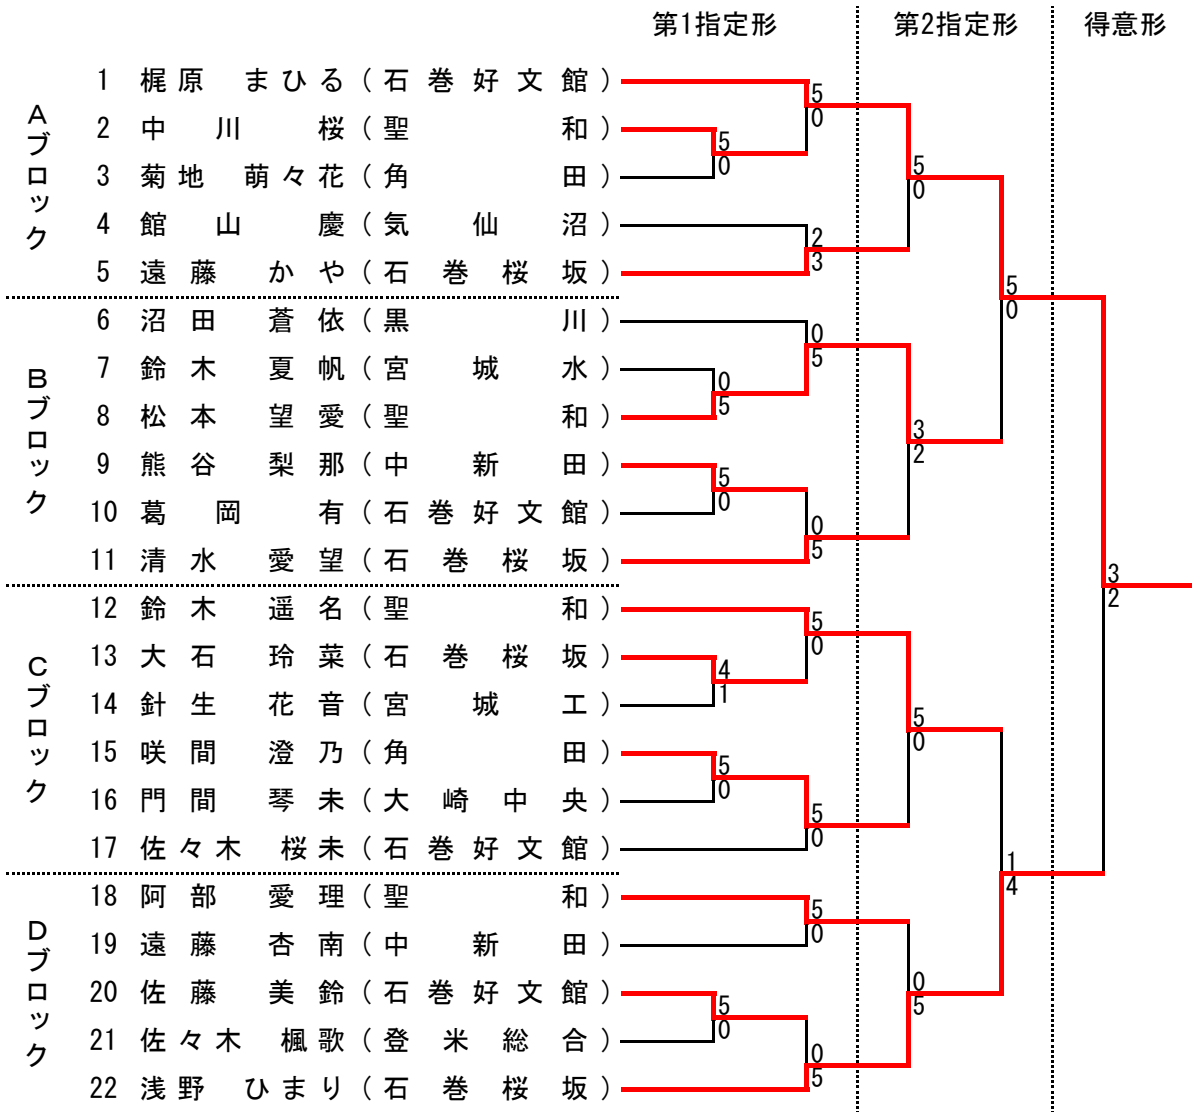 第1指定形 第2指定形 得意形
Aブロック
1 梶原 まひる (石巻好文館)
2 中川 桜 (聖和)
3 菊地 萌々花 (角田)
4 館山 慶 (気仙沼)
5 遠藤 かや (石巻桜坂)
Bブロック
6 沼田 蒼依 (黒川)
7 鈴木 夏帆 (宮城水)
8 松本 望愛 (聖和)
9 熊谷 梨那 (中新田)
10 葛岡 有 (石巻好文館)
11 清水 愛望 (石巻桜坂)
Cブロック
12 鈴木 遥名 (聖和)
13 大石 玲菜 (石巻桜坂)
14 針生 花音 (宮城工)
15 咲間 澄乃 (角田)
16 門間 琴未 (大崎中央)
17 佐々木 桜未 (石巻好文館)
Dブロック
18 阿部 愛理 (聖和)
19 遠藤 杏南 (中新田)
20 佐藤 美鈴 (石巻好文館)
21 佐々木 楓歌 (登米総合)
22 浅野 ひまり (石巻桜坂)
5
0
5
0
2
3
0
5
0
5
5
0
0
5
5
0
4
1
5
0
5
0
5
0
5
0
0
5
5
0
3
2
5
0
0
5
5
0
1
4
3
2